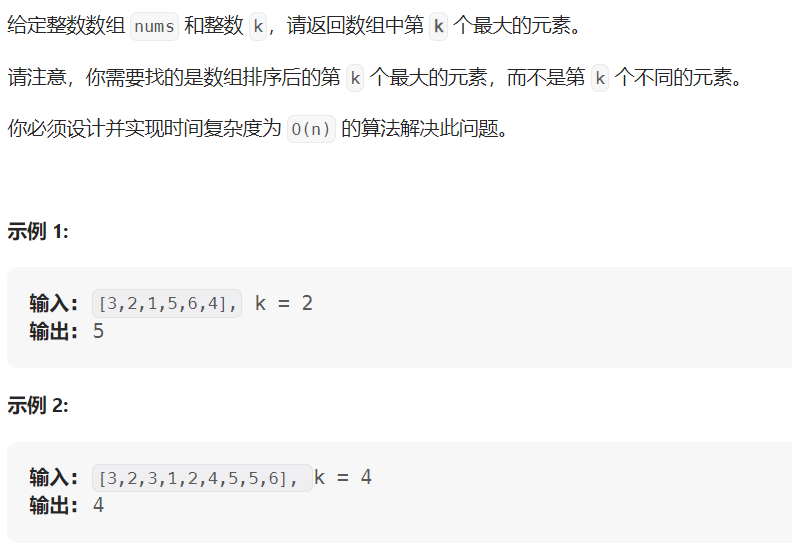 给定整数数组 nums 和整数 k，请返回数组中第 k 个最大的元素。
请注意，你需要找的是数组排序后的第 k 个最大的元素，而不是第 k 个不同的元素。
你必须设计并实现时间复杂度为 O(n) 的算法解决此问题。
示例 1:
输入: [3,2,1,5,6,4], k = 2
输出: 5
示例 2:
输入: [3,2,3,1,2,4,5,5,6], k = 4
输出: 4